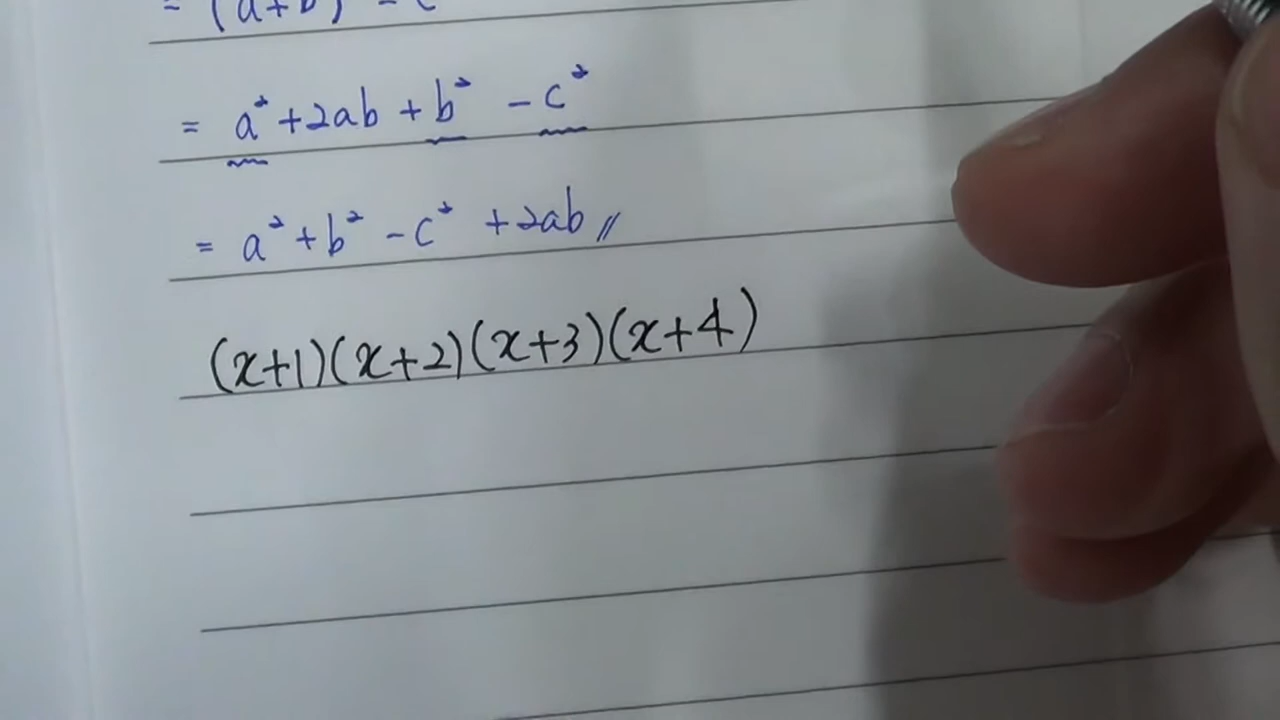 = (a+b) - c
= a² +2ab + b² - c²
= a² + b² - c² +2ab //
(x+1)(x+2)(x+3)(x+4)